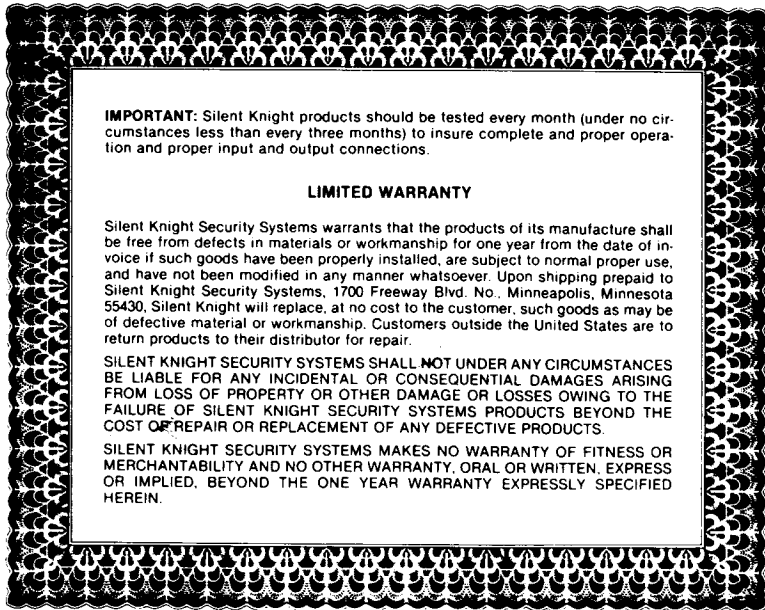 IMPORTANT: Silent Knight products should be tested every month (under no cir-
cumstances less than every three months) to insure complete and proper opera-
tion and proper input and output connections.
LIMITED WARRANTY
Silent Knight Security Systems warrants that the products of its manufacture shall
be free from defects in materials or workmanship for one year from the date of in-
voice if such goods have been properly installed, are subject to normal proper use,
and have not been modified in any manner whatsoever. Upon shipping prepaid to
Silent Knight Security Systems, 1700 Freeway Blvd. No., Minneapolis, Minnesota
55430, Silent Knight will replace, at no cost to the customer, such goods as may be
of defective material or workmanship. Customers outside the United States are to
return products to their distributor for repair.
SILENT KNIGHT SECURITY SYSTEMS SHALL NOT UNDER ANY CIRCUMSTANCES
BE LIABLE FOR ANY INCIDENTAL OR CONSEQUENTIAL DAMAGES ARISING
FROM LOSS OF PROPERTY OR OTHER DAMAGE OR LOSSES OWING TO THE
FAILURE OF SILENT KNIGHT SECURITY SYSTEMS PRODUCTS BEYOND THE
COST OF REPAIR OR REPLACEMENT OF ANY DEFECTIVE PRODUCTS.
SILENT KNIGHT SECURITY SYSTEMS MAKES NO WARRANTY OF FITNESS OR
MERCHANTABILITY AND NO OTHER WARRANTY, ORAL OR WRITTEN, EXPRESS
OR IMPLIED, BEYOND THE ONE YEAR WARRANTY EXPRESSLY SPECIFIED
HEREIN.